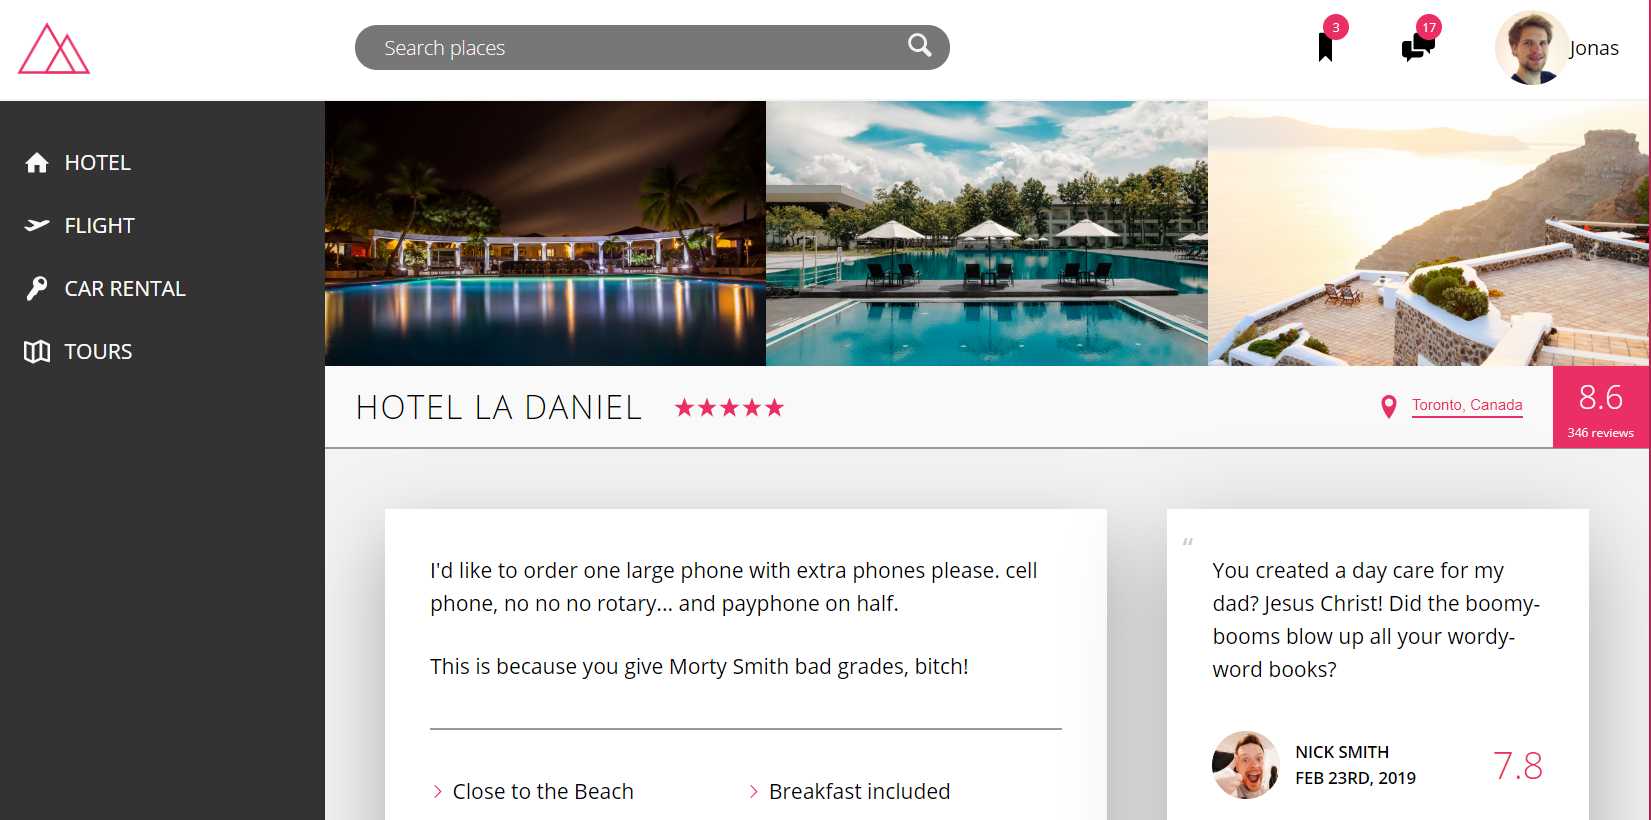 Search places
3
17
Jonas
HOTEL
FLIGHT
CAR RENTAL
TOURS
HOTEL LA DANIEL
Toronto, Canada
8.6
346 reviews
I'd like to order one large phone with extra phones please. cell
phone, no no no rotary... and payphone on half.
This is because you give Morty Smith bad grades, bitch!
Close to the Beach
Breakfast included
“
You created a day care for my
dad? Jesus Christ! Did the boomy-
booms blow up all your wordy-
word books?
NICK SMITH
FEB 23RD, 2019
7.8